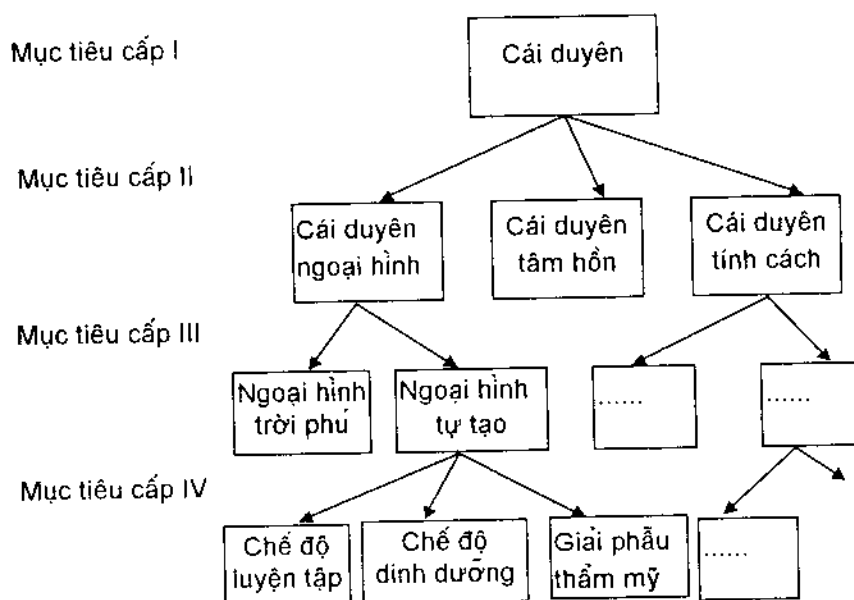 Mục tiêu cấp I
Cái duyên
Mục tiêu cấp II
Cái duyên
ngoại hình
Cái duyên
tâm hồn
Cái duyên
tính cách
Mục tiêu cấp III
Ngoại hình
trời phú
Ngoại hình
tự tạo
......
......
Mục tiêu cấp IV
Chế độ
luyện tập
Chế độ
dinh dưỡng
Giải phẫu
thẩm mỹ
......